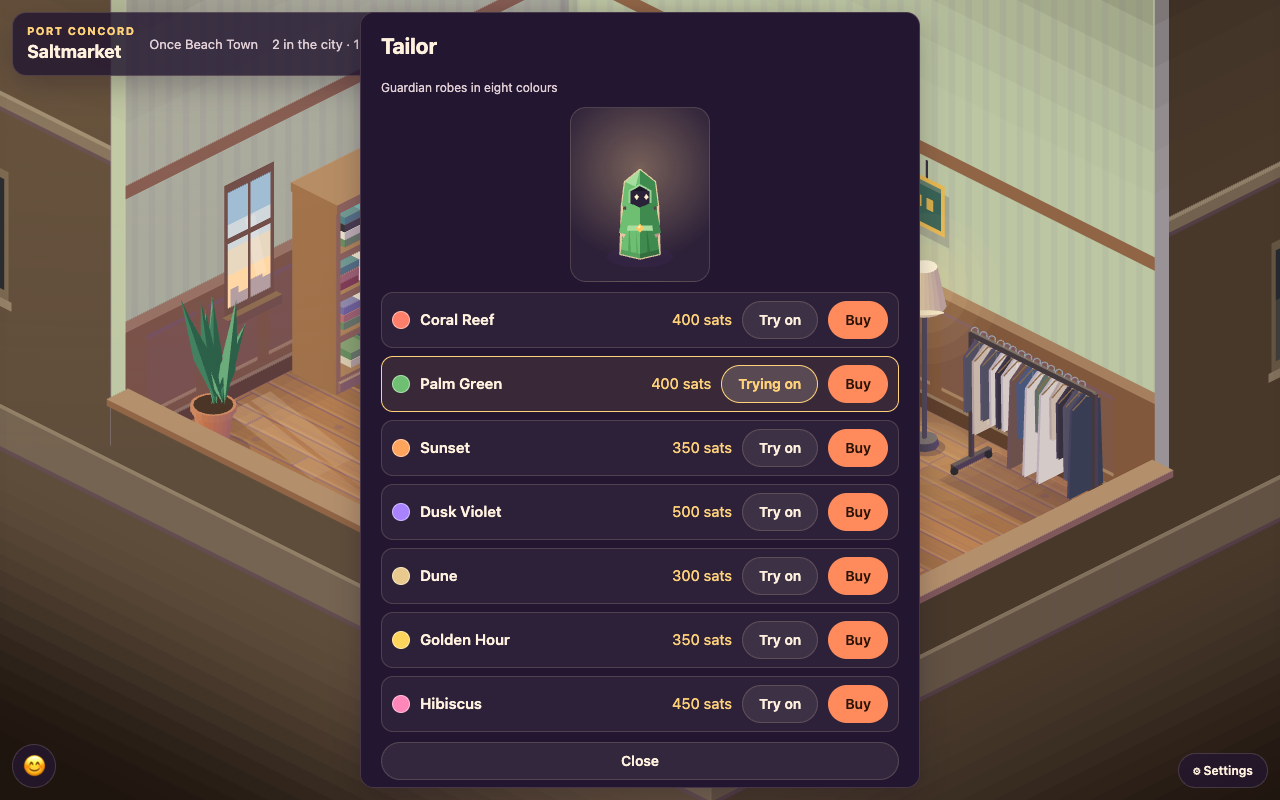 PORT CONCORD
Saltmarket
Once Beach Town 2 in the city · 1
Tailor
Guardian robes in eight colours
Coral Reef 400 sats Try on Buy
Palm Green 400 sats Trying on Buy
Sunset 350 sats Try on Buy
Dusk Violet 500 sats Try on Buy
Dune 300 sats Try on Buy
Golden Hour 350 sats Try on Buy
Hibiscus 450 sats Try on Buy
Close
Settings